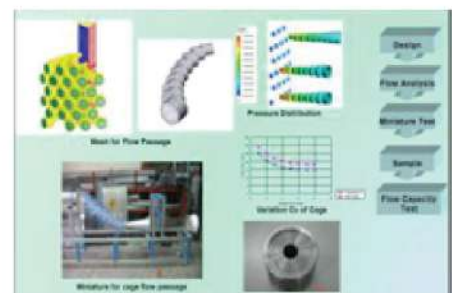 Design
Flow Analysis
Miniature Test
Sample
Flow Capacity
Test
Mesh for Flow Passage
Pressure Distribution
Variation Cv of Cage
Miniature for cage flow passage